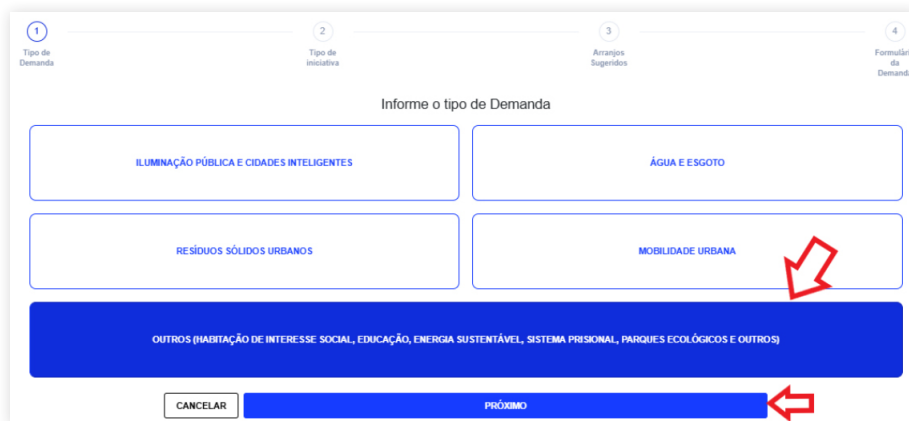 1
2
3
4
Tipo de
Demanda
Tipo de
iniciativa
Arranjos
Sugeridos
da
Informe o tipo de Demanda
ILUMINAÇÃO PÚBLICA E CIDADES INTELIGENTES
ÁGUA E ESGOTO
RESÍDUOS SÓLIDOS URBANOS
MOBILIDADE URBANA
OUTROS (HABITAÇÃO DE INTERESSE SOCIAL, EDUCAÇÃO, ENERGIA SUSTENTÁVEL, SISTEMA PRISIONAL, PARQUES ECOLÓGICOS E OUTROS)
CANCELAR
PRÓXIMO